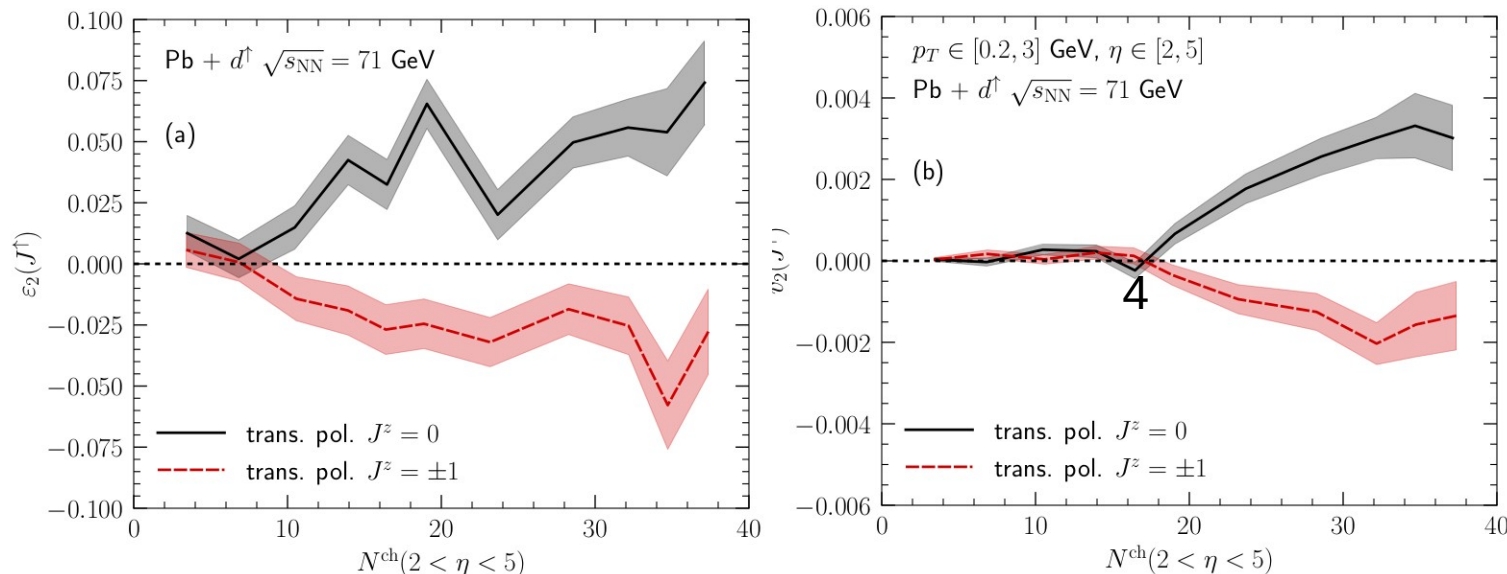 0.100
0.075
0.050
0.025
0.000
−0.025
−0.050
−0.075
−0.100
ε₂(J↑)
Pb + d↑ √sNN = 71 GeV
(a)
trans. pol. Jᶻ = 0
trans. pol. Jᶻ = ±1
0 10 20 30 40
Nᶜʰ(2 < η < 5)
0.006
0.004
0.002
0.000
−0.002
−0.004
−0.006
pT ∈ [0.2, 3] GeV, η ∈ [2, 5]
Pb + d↑ √sNN = 71 GeV
(b)
4
trans. pol. Jᶻ = 0
trans. pol. Jᶻ = ±1
0 10 20 30 40
Nᶜʰ(2 < η < 5)